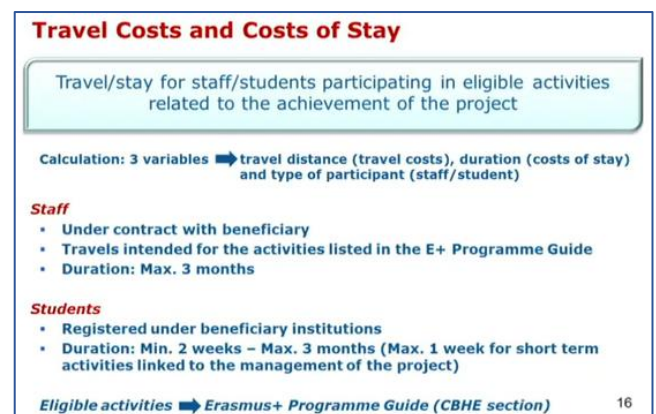 Travel Costs and Costs of Stay
Travel/stay for staff/students participating in eligible activities
related to the achievement of the project
Calculation: 3 variables ➡ travel distance (travel costs), duration (costs of stay)
and type of participant (staff/student)
Staff
▪ Under contract with beneficiary
▪ Travels intended for the activities listed in the E+ Programme Guide
▪ Duration: Max. 3 months
Students
▪ Registered under beneficiary institutions
▪ Duration: Min. 2 weeks – Max. 3 months (Max. 1 week for short term
activities linked to the management of the project)
Eligible activities ➡ Erasmus+ Programme Guide (CBHE section)
16